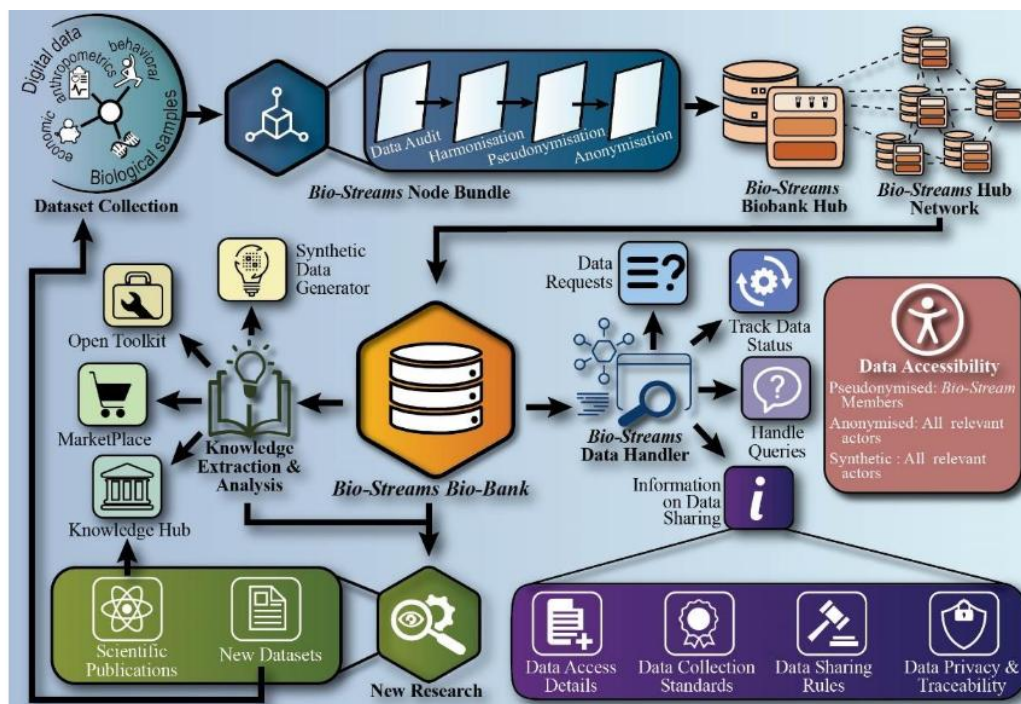 Digital data
anthropometrics
behavioral
economic
Biological samples
Dataset Collection
Data Audit
Harmonisation
Pseudonymisation
Anonymisation
Bio-Streams Node Bundle
Bio-Streams
Biobank Hub
Bio-Streams Hub
Network
Synthetic
Data
Generator
Open Toolkit
MarketPlace
Knowledge Hub
Knowledge
Extraction &
Analysis
Bio-Streams Bio-Bank
Data
Requests
Track Data
Status
Bio-Streams
Data Handler
Handle
Queries
Information
on Data
Sharing
i
Data Accessibility
Pseudonymised: Bio-Stream
Members
Anonymised: All relevant
actors
Synthetic : All relevant
actors
Scientific
Publications
New Datasets
New Research
Data Access
Details
Data Collection
Standards
Data Sharing
Rules
Data Privacy &
Traceability